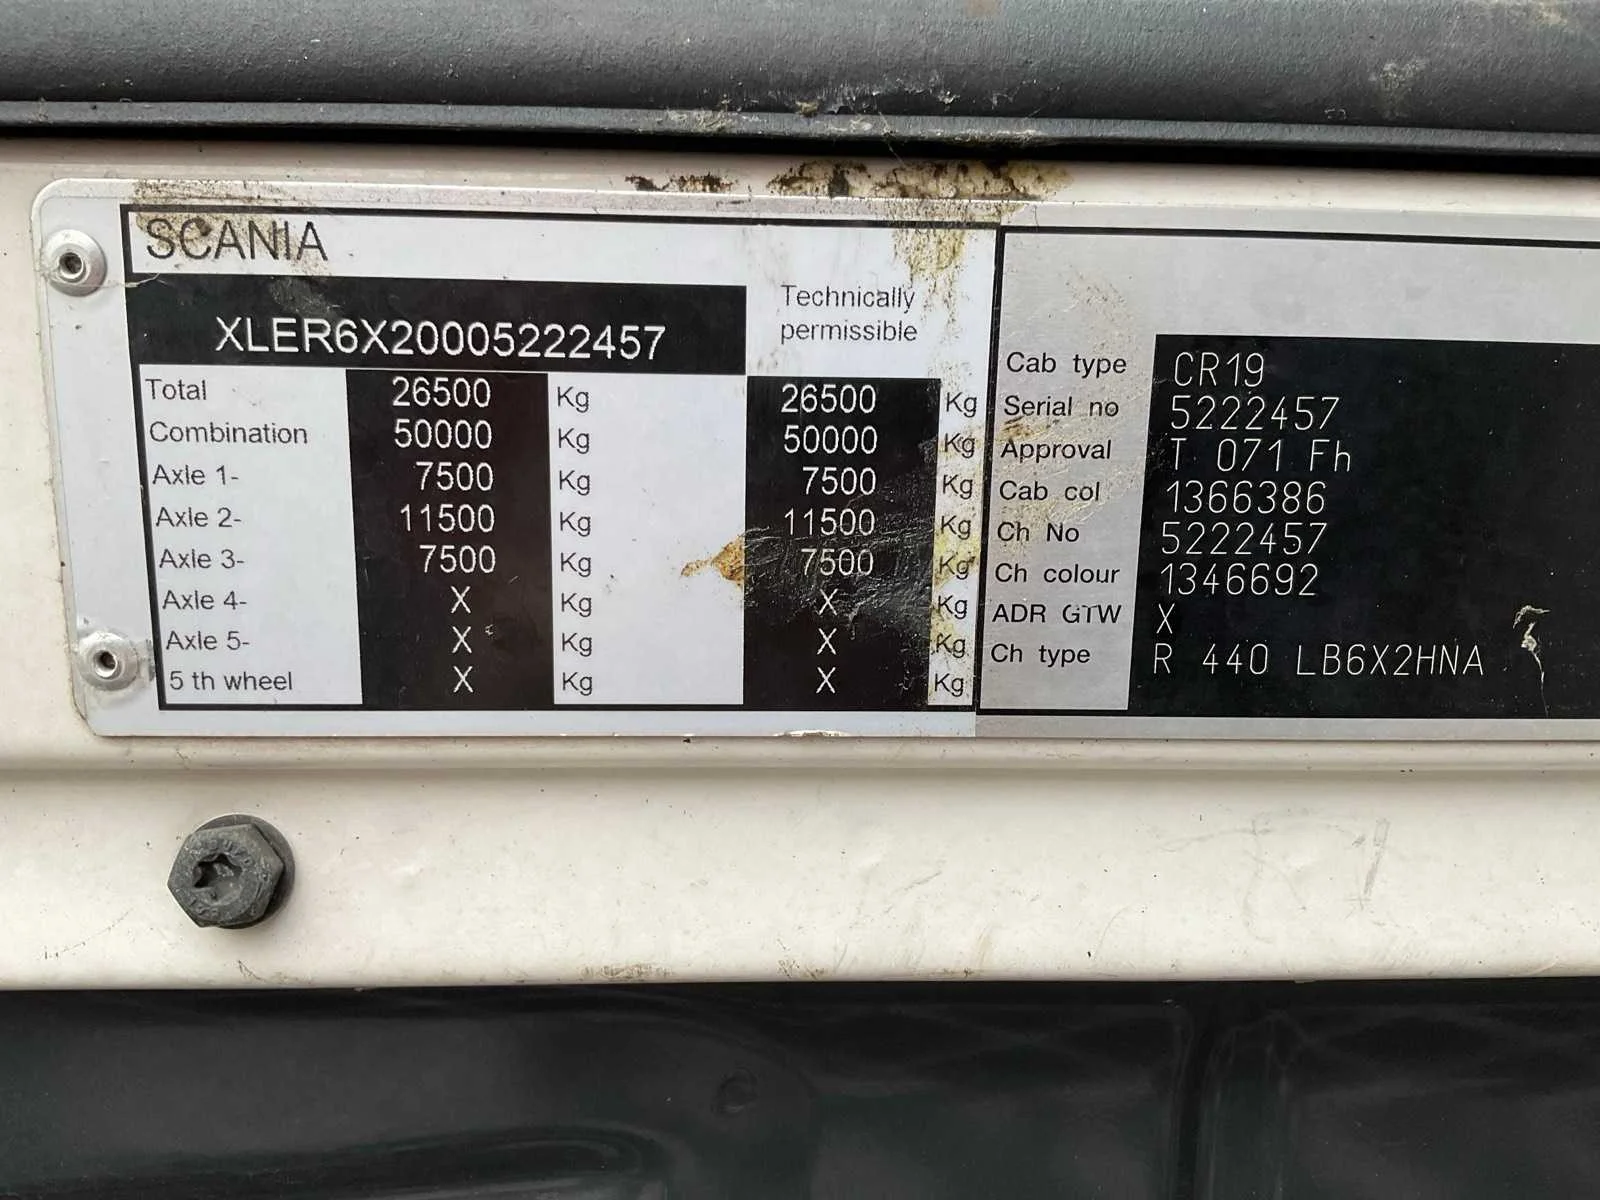 SCANIA
XLER6X20005222457
Technically
permissible
Total 26500 Kg 26500 Kg
Combination 50000 Kg 50000 Kg
Axle 1- 7500 Kg 7500 Kg
Axle 2- 11500 Kg 11500 Kg
Axle 3- 7500 Kg 7500 Kg
Axle 4- X Kg X Kg
Axle 5- X Kg X Kg
5 th wheel X Kg X Kg
Cab type CR19
Serial no 5222457
Approval T 071 Fh
Cab col 1366386
Ch No 5222457
Ch colour 1346692
ADR GTW X
Ch type R 440 LB6X2HNA